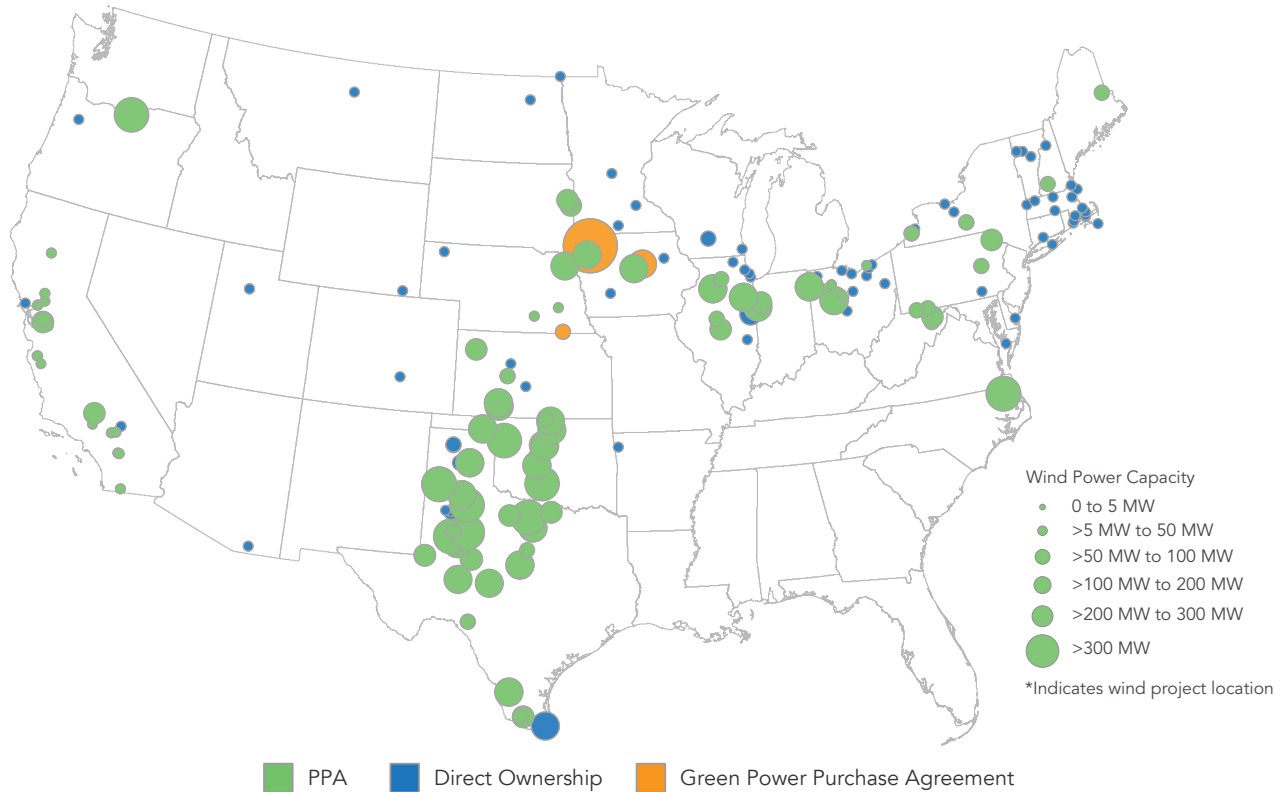 Wind Power Capacity
0 to 5 MW
>5 MW to 50 MW
>50 MW to 100 MW
>100 MW to 200 MW
>200 MW to 300 MW
>300 MW
*Indicates wind project location
PPA
Direct Ownership
Green Power Purchase Agreement